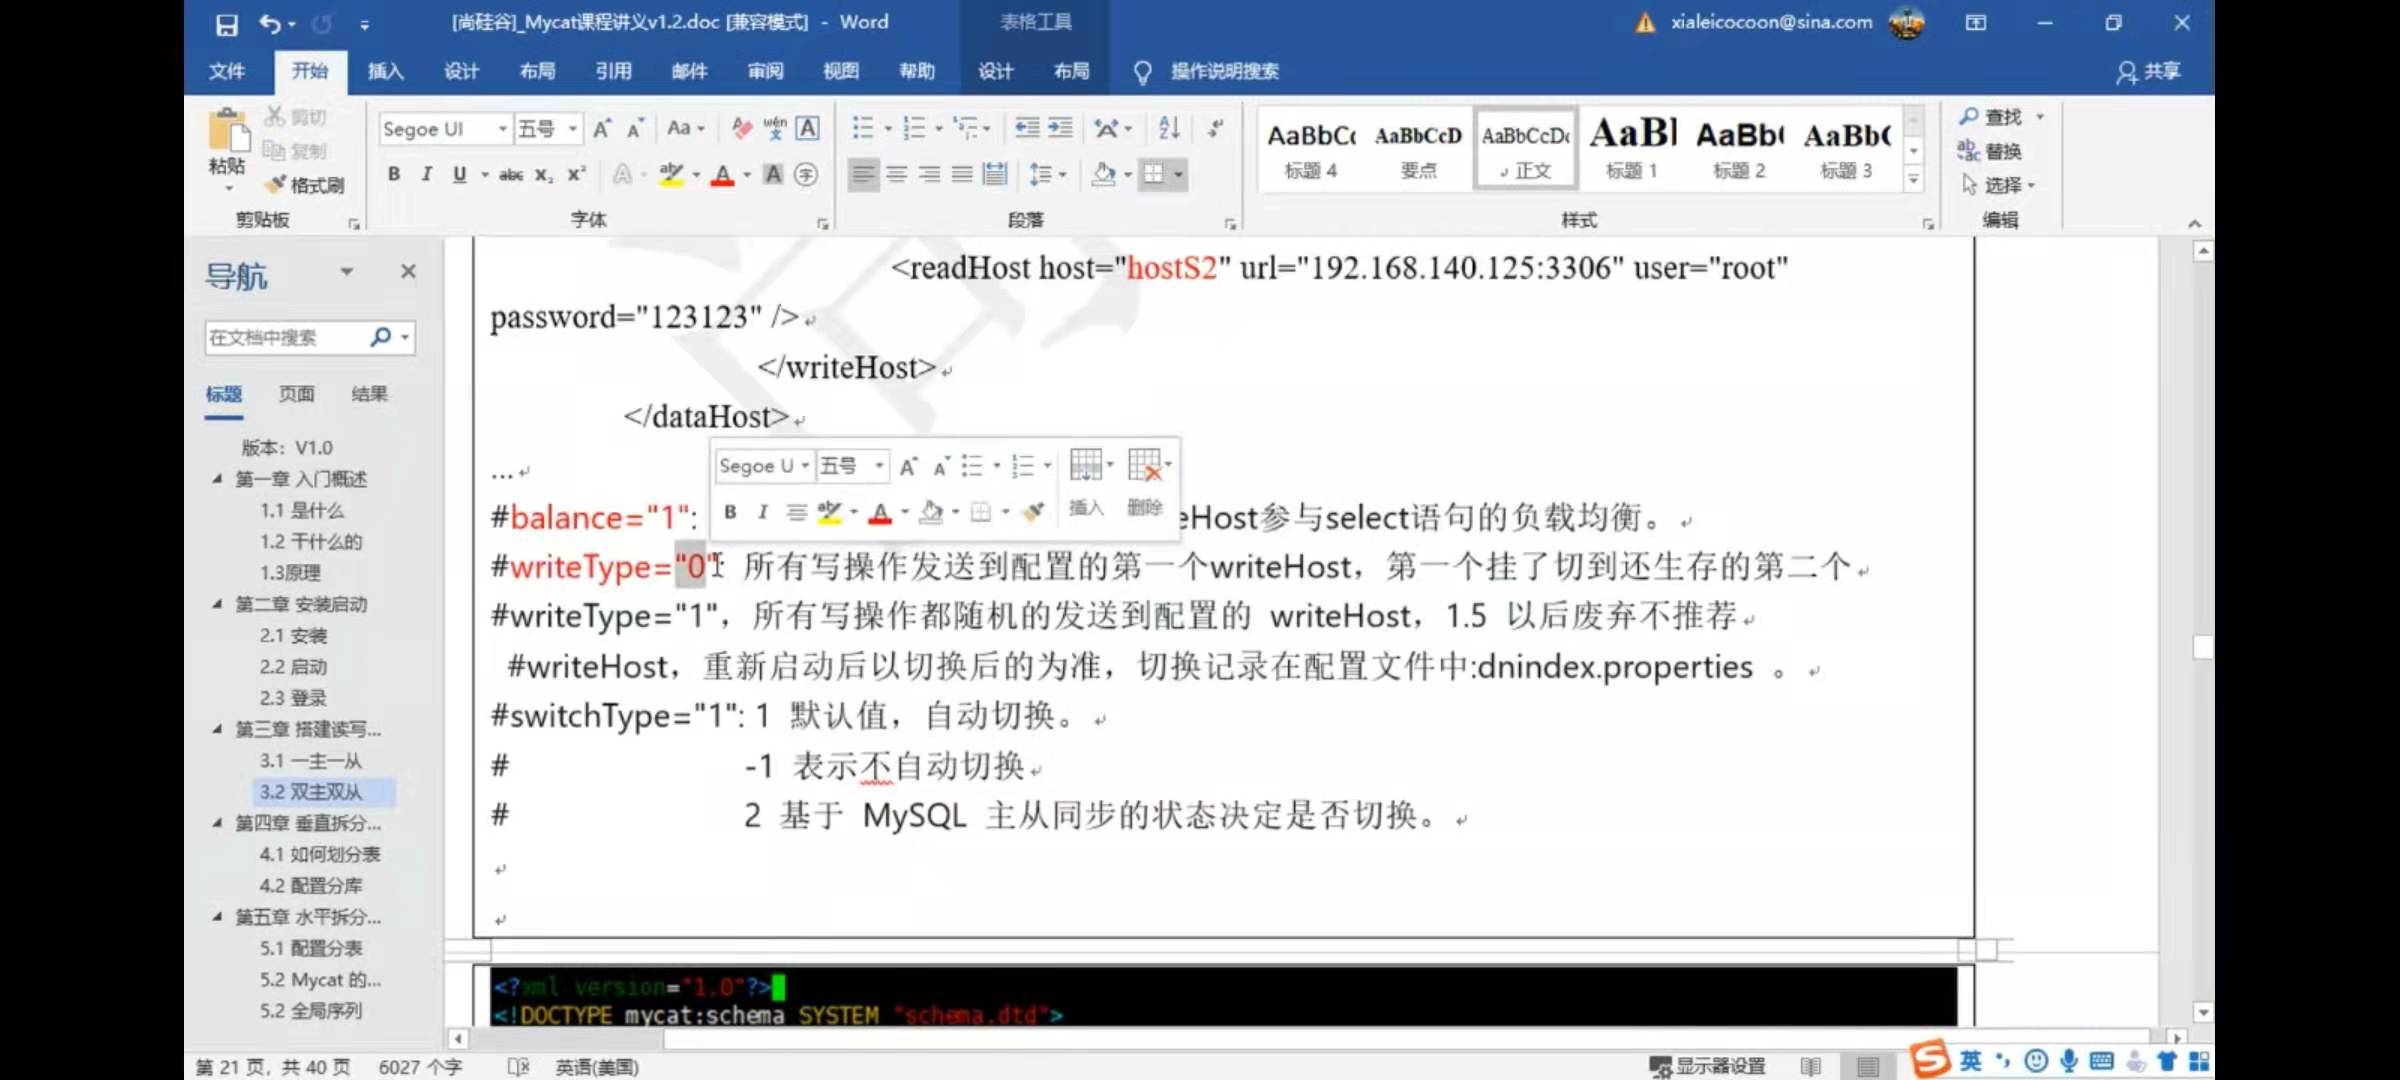 [尚硅谷]_Mycat课程讲义v1.2.doc [兼容模式] - Word
表格工具
xialeicocoon@sina.com
文件 开始 插入 设计 布局 引用 邮件 审阅 视图 帮助 设计 布局 操作说明搜索 共享
粘贴
剪切
复制
格式刷
剪贴板
Segoe UI 五号
字体
段落
AaBbCc AaBbCcD AaBbCcDc AaBl AaBb( AaBb(
标题 4 要点 正文 标题 1 标题 2 标题 3
样式
查找
替换
选择
编辑
导航
在文档中搜索
标题 页面 结果
版本：V1.0
第一章 入门概述
1.1 是什么
1.2 干什么的
1.3原理
第二章 安装启动
2.1 安装
2.2 启动
2.3 登录
第三章 搭建读写...
3.1 一主一从
3.2 双主双从
第四章 垂直拆分...
4.1 如何划分表
4.2 配置分库
第五章 水平拆分...
5.1 配置分表
5.2 Mycat 的...
5.2 全局序列
<readHost host="hostS2" url="192.168.140.125:3306" user="root"
password="123123" />
</writeHost>
</dataHost>
...
Segoe U 五号
B I 插入 删除
#balance="1": eHost参与select语句的负载均衡。
#writeType="0": 所有写操作发送到配置的第一个writeHost，第一个挂了切到还生存的第二个
#writeType="1"，所有写操作都随机的发送到配置的 writeHost，1.5 以后废弃不推荐
#writeHost，重新启动后以切换后的为准，切换记录在配置文件中:dnindex.properties 。
#switchType="1": 1 默认值，自动切换。
# -1 表示不自动切换
# 2 基于 MySQL 主从同步的状态决定是否切换。
<?xml version="1.0"?>
<!DOCTYPE mycat:schema SYSTEM "schema.dtd">
第 21 页，共 40 页 6027 个字 英语(美国)
显示器设置
英